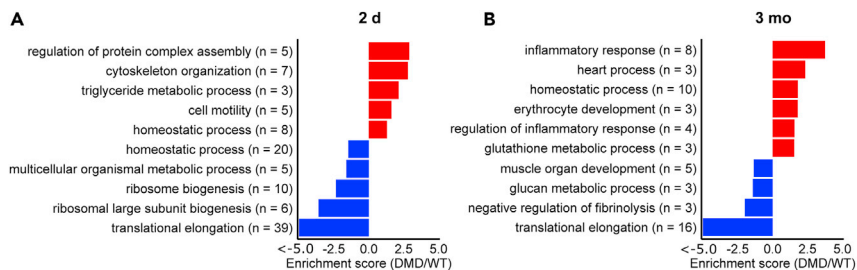 A
2 d
regulation of protein complex assembly (n = 5)
cytoskeleton organization (n = 7)
triglyceride metabolic process (n = 3)
cell motility (n = 5)
homeostatic process (n = 8)
homeostatic process (n = 20)
multicellular organismal metabolic process (n = 5)
ribosome biogenesis (n = 10)
ribosomal large subunit biogenesis (n = 6)
translational elongation (n = 39)
<-5.0 -2.5 0.0 2.5 5.0
Enrichment score (DMD/WT)
B
3 mo
inflammatory response (n = 8)
heart process (n = 3)
homeostatic process (n = 10)
erythrocyte development (n = 3)
regulation of inflammatory response (n = 4)
glutathione metabolic process (n = 3)
muscle organ development (n = 5)
glucan metabolic process (n = 3)
negative regulation of fibrinolysis (n = 3)
translational elongation (n = 16)
<-5.0 -2.5 0.0 2.5 5.0
Enrichment score (DMD/WT)